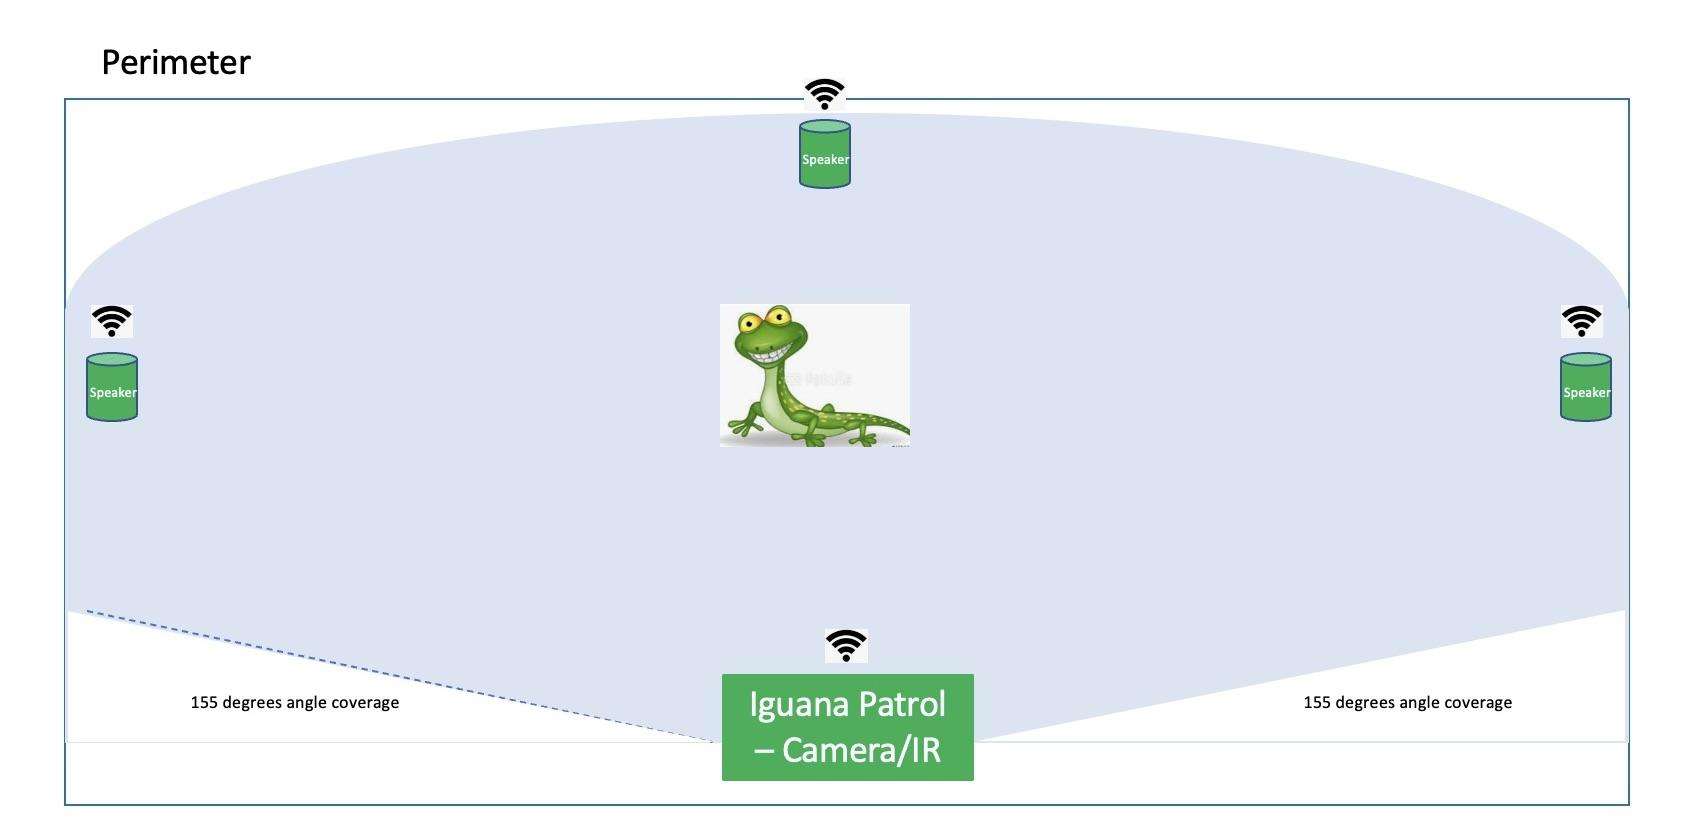 Perimeter
Speaker
Speaker
Speaker
155 degrees angle coverage
Iguana Patrol
– Camera/IR
155 degrees angle coverage